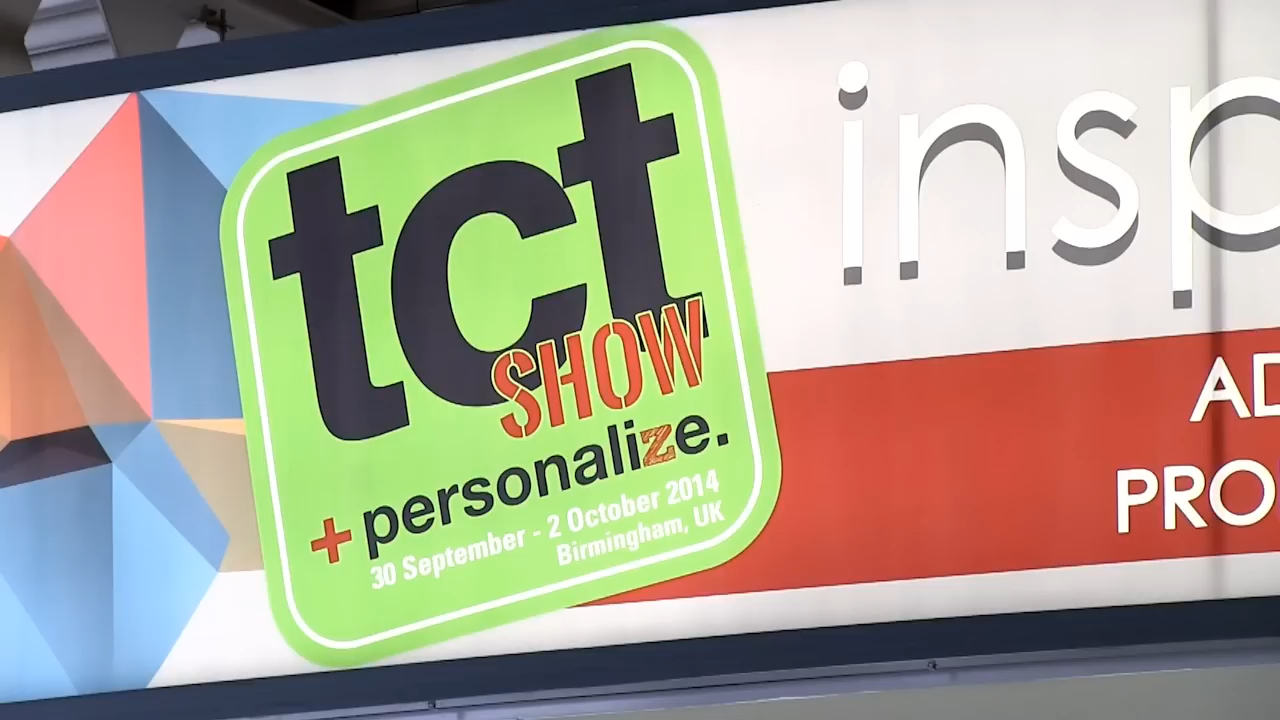 tct
SHOW
+ personalize.
30 September - 2 October 2014
Birmingham, UK
insp
AD
PRO